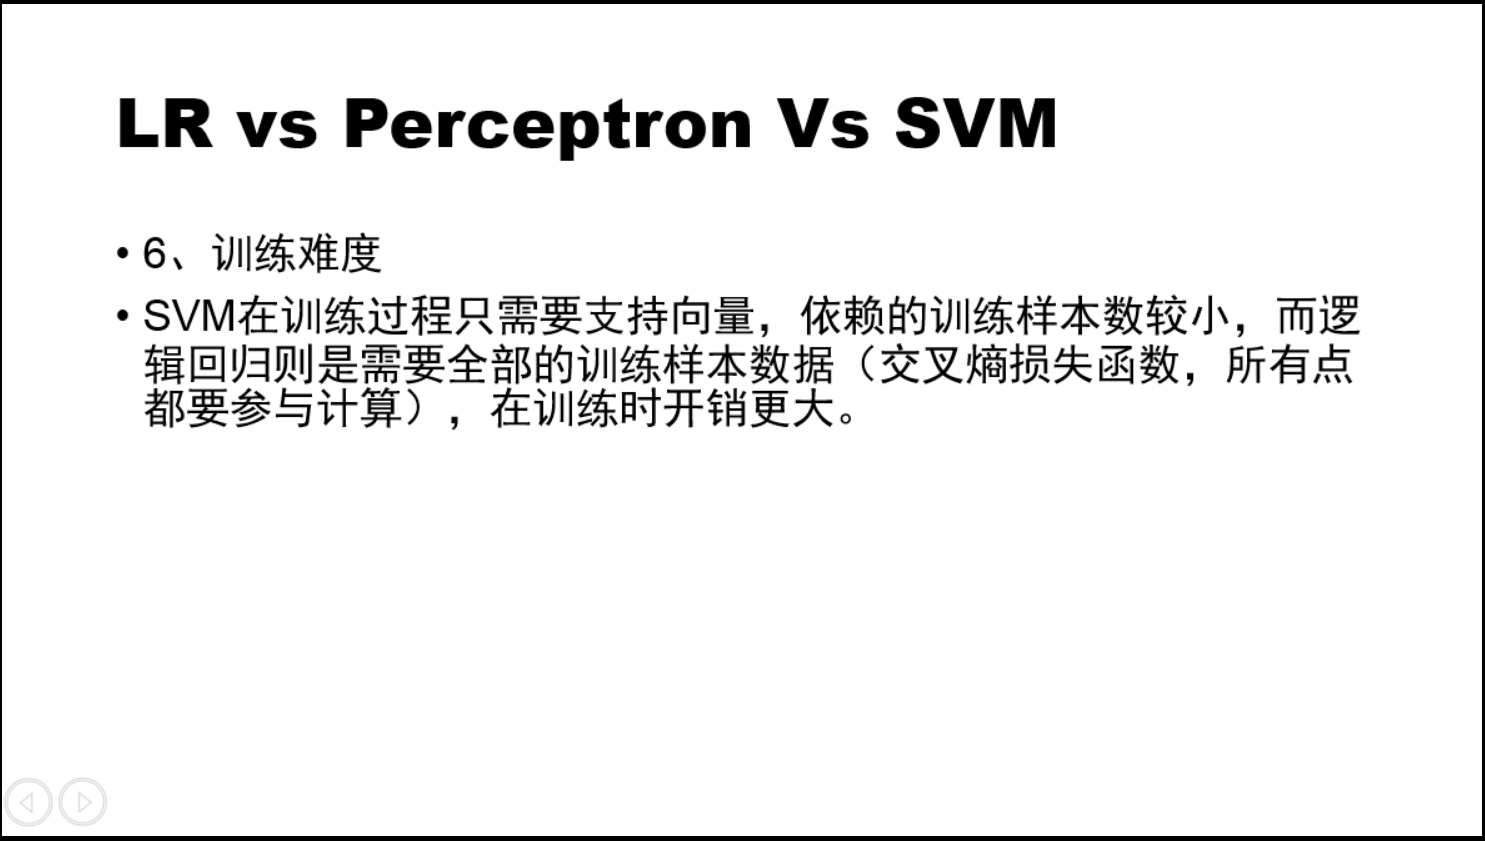 LR vs Perceptron Vs SVM
• 6、训练难度
• SVM在训练过程只需要支持向量，依赖的训练样本数较小，而逻
辑回归则是需要全部的训练样本数据（交叉熵损失函数，所有点
都要参与计算），在训练时开销更大。